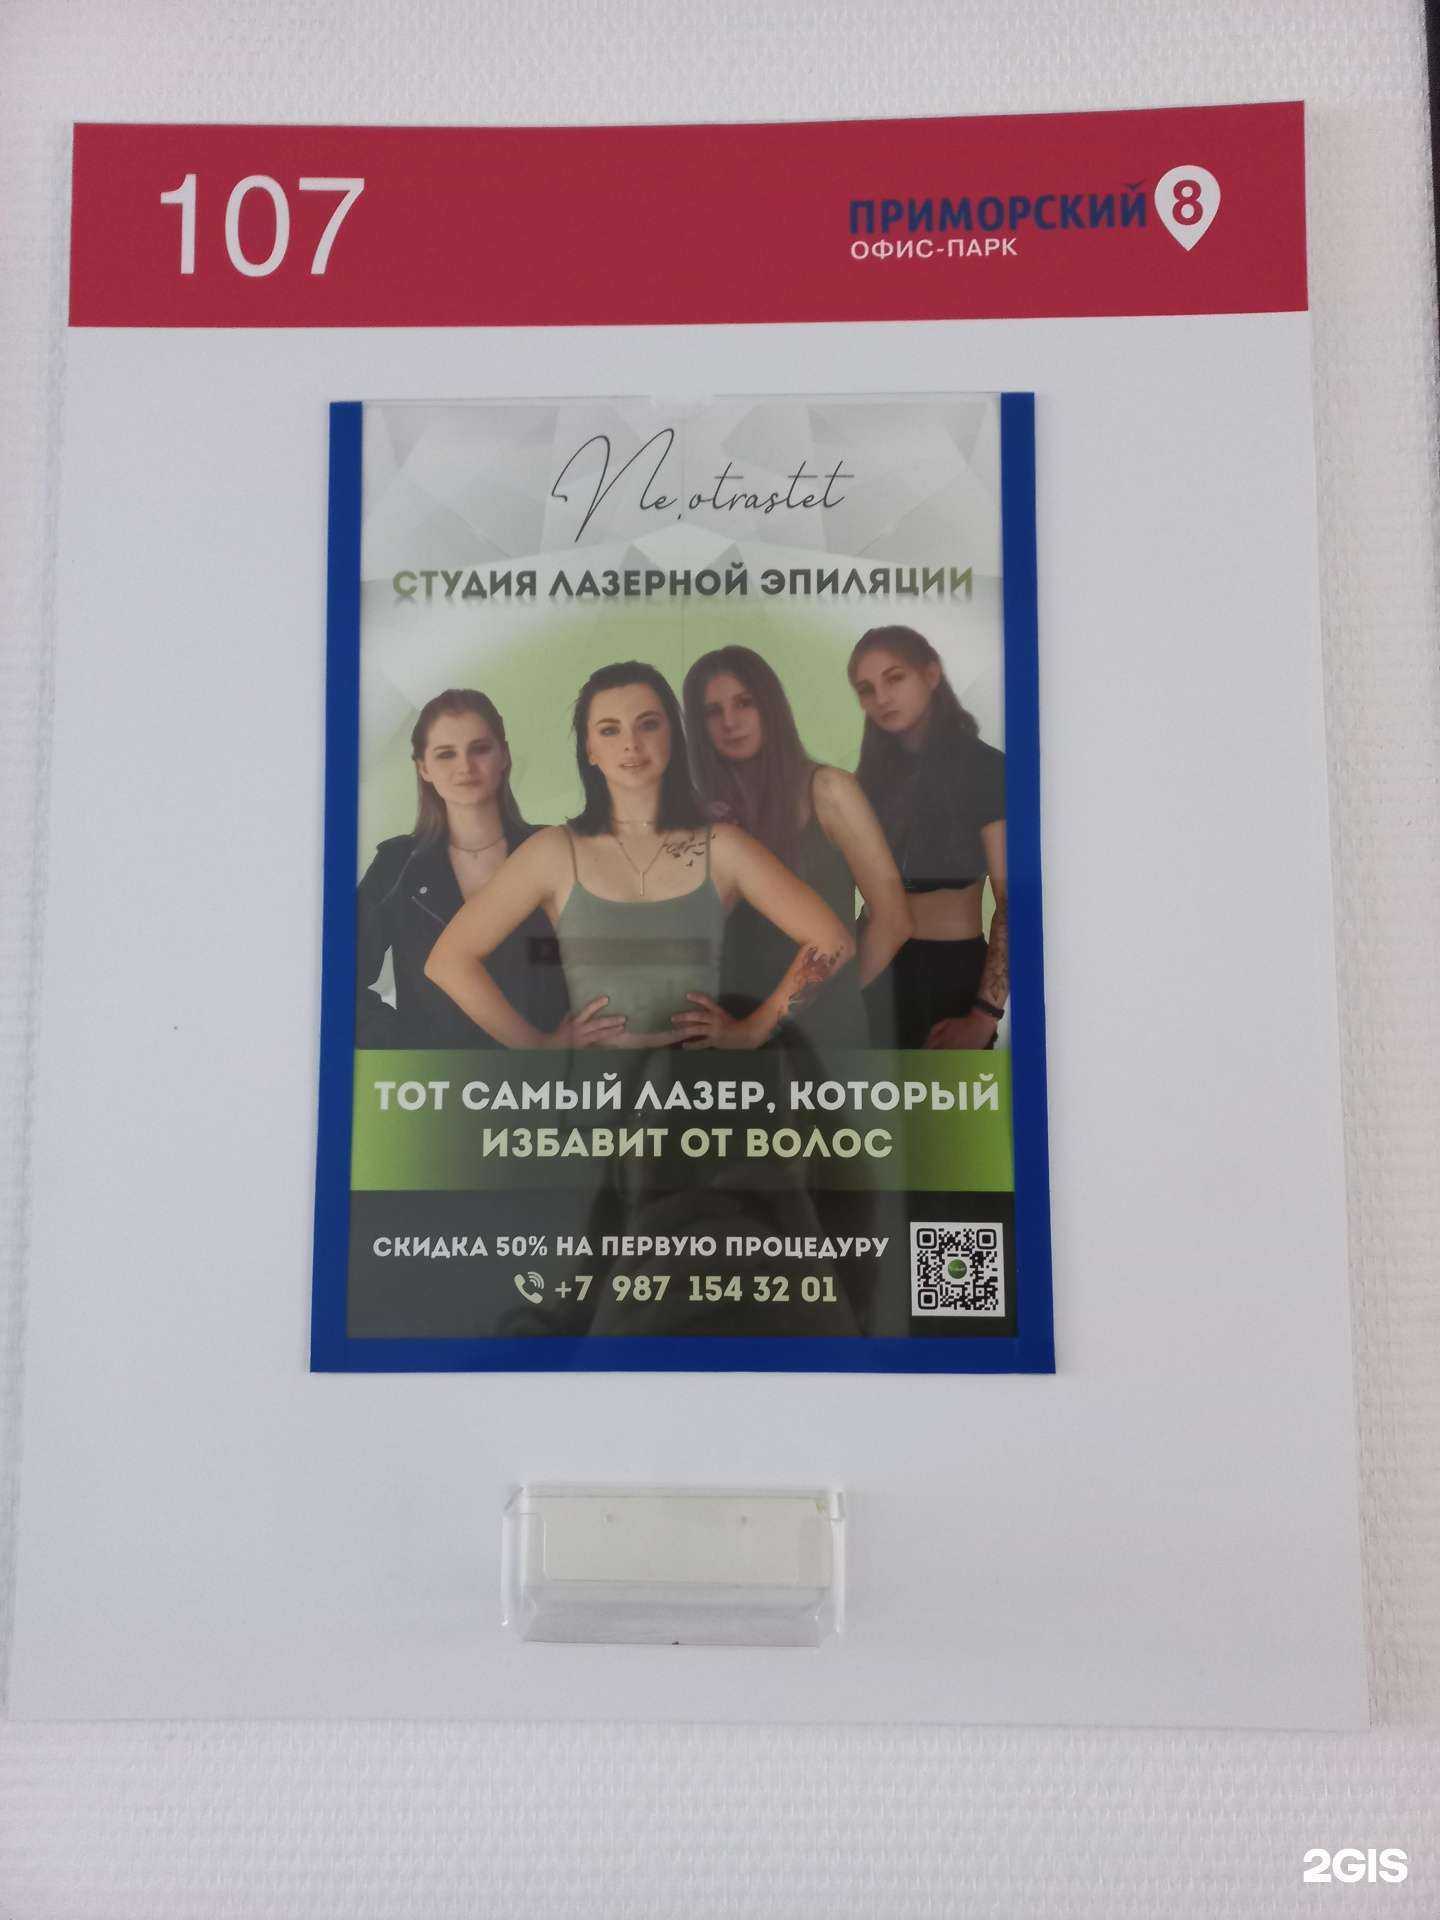 107
ПРИМОРСКИЙ 8
ОФИС-ПАРК
Ne.otrastet
СТУДИЯ ЛАЗЕРНОЙ ЭПИЛЯЦИИ
ТОТ САМЫЙ ЛАЗЕР, КОТОРЫЙ
ИЗБАВИТ ОТ ВОЛОС
СКИДКА 50% НА ПЕРВУЮ ПРОЦЕДУРУ
+7 987 154 32 01
2GIS